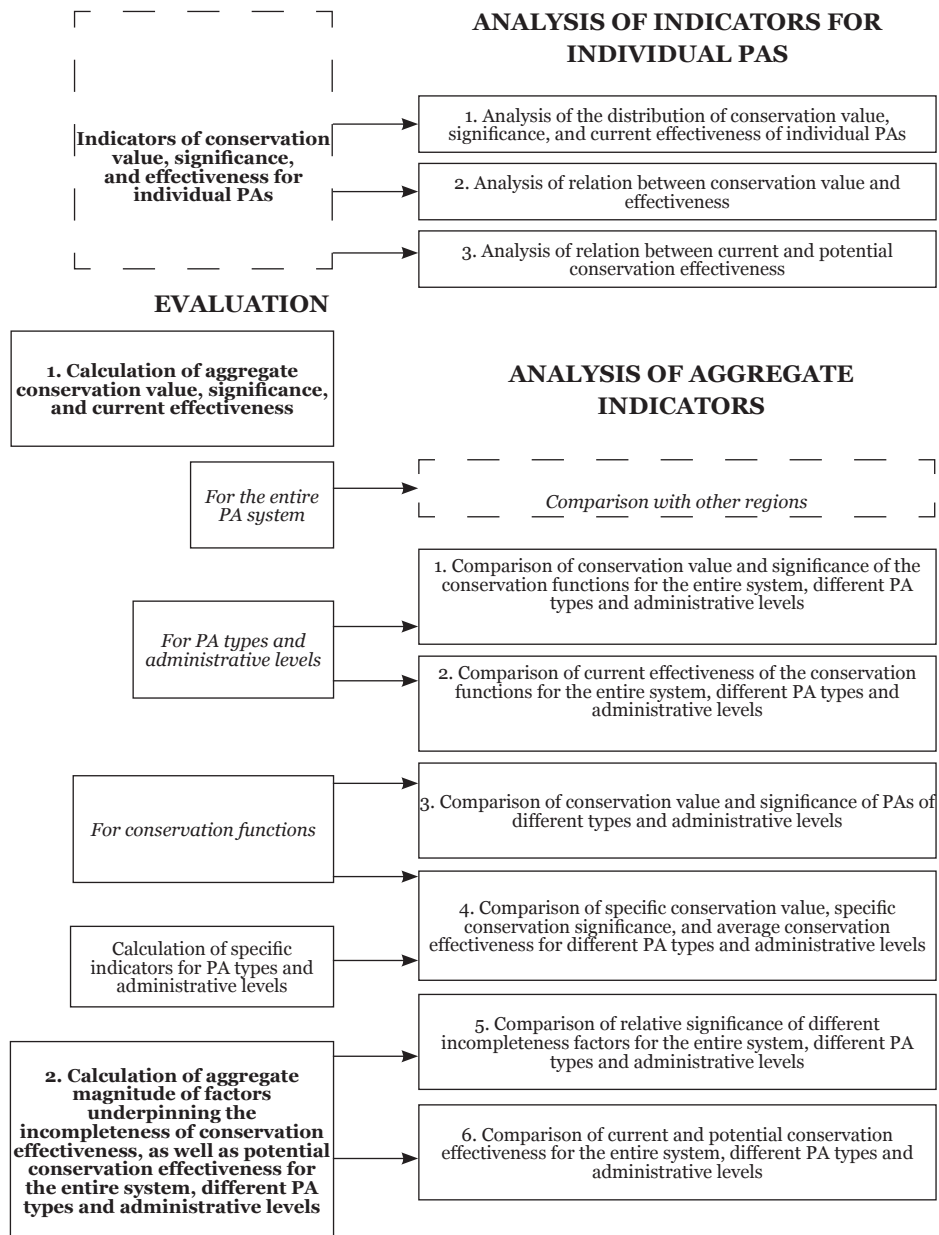 ANALYSIS OF INDICATORS FOR
INDIVIDUAL PAS
Indicators of conservation
value, significance,
and effectiveness for
individual PAs
1. Analysis of the distribution of conservation value,
significance, and current effectiveness of individual PAs
2. Analysis of relation between conservation value and
effectiveness
3. Analysis of relation between current and potential
conservation effectiveness
EVALUATION
1. Calculation of aggregate
conservation value, significance,
and current effectiveness
ANALYSIS OF AGGREGATE
INDICATORS
For the entire
PA system
Comparison with other regions
For PA types and
administrative levels
1. Comparison of conservation value and significance of the
conservation functions for the entire system, different PA
types and administrative levels
2. Comparison of current effectiveness of the conservation
functions for the entire system, different PA types and
administrative levels
For conservation functions
3. Comparison of conservation value and significance of PAs of
different types and administrative levels
4. Comparison of specific conservation value, specific
conservation significance, and average conservation
effectiveness for different PA types and administrative levels
Calculation of specific
indicators for PA types and
administrative levels
5. Comparison of relative significance of different
incompleteness factors for the entire system, different PA
types and administrative levels
2. Calculation of aggregate
magnitude of factors
underpinning the
incompleteness of conservation
effectiveness, as well as potential
conservation effectiveness for
the entire system, different PA
types and administrative levels
6. Comparison of current and potential conservation
effectiveness for the entire system, different PA types and
administrative levels